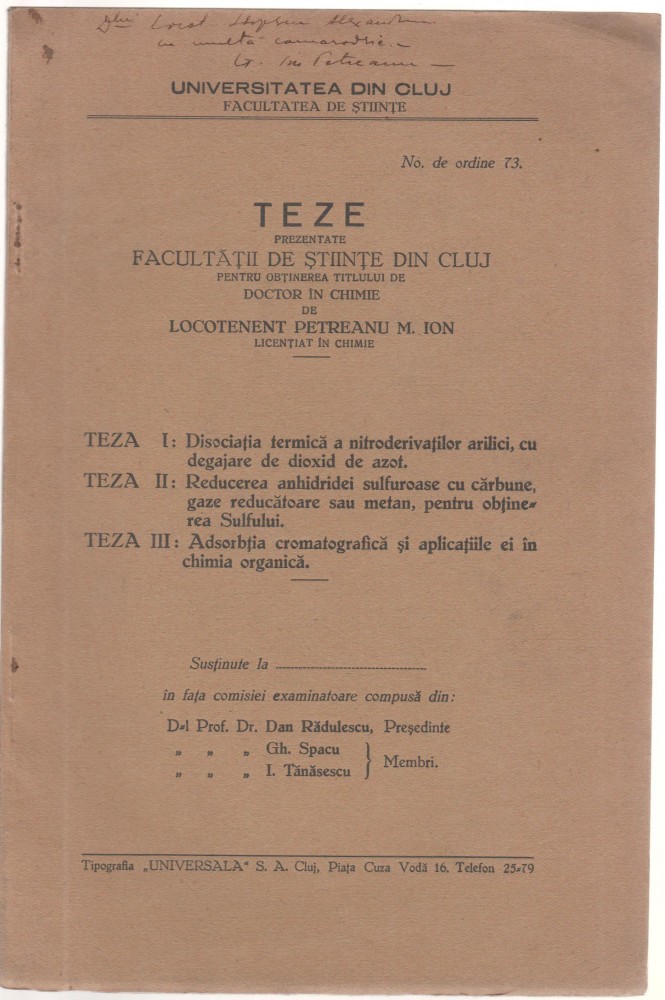 Locot. Alexandru
cu multă camaraderie. –
Petreanu –
UNIVERSITATEA DIN CLUJ
FACULTATEA DE ȘTIINȚE
No. de ordine 73.
TEZE
PREZENTATE
FACULTĂȚII DE ȘTIINȚE DIN CLUJ
PENTRU OBȚINEREA TITLULUI DE
DOCTOR ÎN CHIMIE
DE
LOCOTENENT PETREANU M. ION
LICENȚIAT ÎN CHIMIE
TEZA I: Disociația termică a nitroderivaților arilici, cu
degajare de dioxid de azot.
TEZA II: Reducerea anhidridei sulfuroase cu cărbune,
gaze reducătoare sau metan, pentru obține-
rea Sulfului.
TEZA III: Adsorbția cromatografică și aplicațiile ei în
chimia organică.
Susținute la ........................................
în fața comisiei examinatoare compusă din:
D-l Prof. Dr. Dan Rădulescu, Președinte
„ „ „ Gh. Spacu
„ „ „ I. Tănăsescu } Membri.
Tipografia „UNIVERSALA“ S. A. Cluj, Piața Cuza Vodă 16. Telefon 25-79